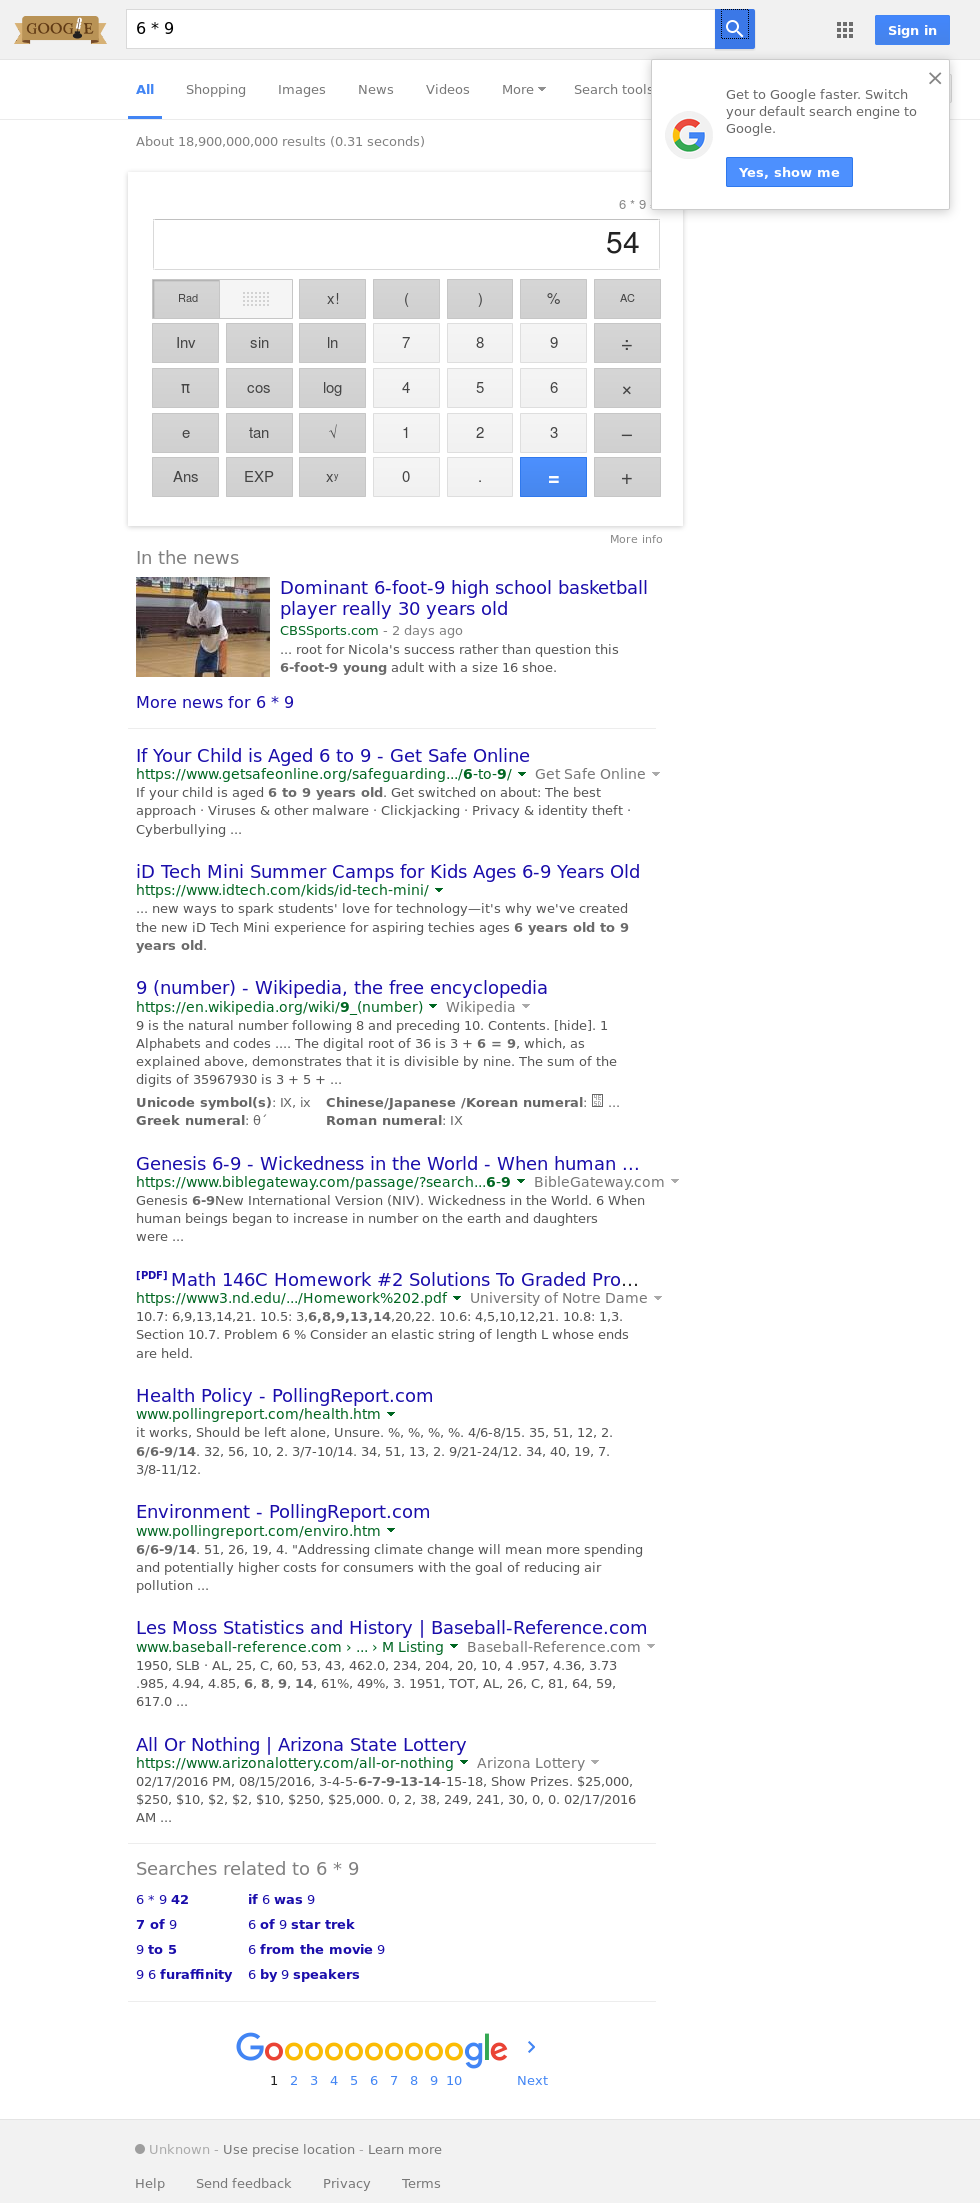 GOOGLE
6 * 9
Sign in
All Shopping Images News Videos More Search tools
Get to Google faster. Switch
your default search engine to
Google.
Yes, show me
About 18,900,000,000 results (0.31 seconds)
6 * 9
54
Rad x! ( ) % AC
Inv sin ln 7 8 9 ÷
π cos log 4 5 6 ×
e tan √ 1 2 3 −
Ans EXP xʸ 0 . = +
More info
In the news
Dominant 6-foot-9 high school basketball
player really 30 years old
CBSSports.com - 2 days ago
... root for Nicola's success rather than question this
6-foot-9 young adult with a size 16 shoe.
More news for 6 * 9
If Your Child is Aged 6 to 9 - Get Safe Online
https://www.getsafeonline.org/safeguarding.../6-to-9/ Get Safe Online
If your child is aged 6 to 9 years old. Get switched on about: The best
approach · Viruses & other malware · Clickjacking · Privacy & identity theft ·
Cyberbullying ...
iD Tech Mini Summer Camps for Kids Ages 6-9 Years Old
https://www.idtech.com/kids/id-tech-mini/
... new ways to spark students' love for technology—it's why we've created
the new iD Tech Mini experience for aspiring techies ages 6 years old to 9
years old.
9 (number) - Wikipedia, the free encyclopedia
https://en.wikipedia.org/wiki/9_(number) Wikipedia
9 is the natural number following 8 and preceding 10. Contents. [hide]. 1
Alphabets and codes .... The digital root of 36 is 3 + 6 = 9, which, as
explained above, demonstrates that it is divisible by nine. The sum of the
digits of 35967930 is 3 + 5 + ...
Unicode symbol(s): Ⅸ, ⅸ Chinese/Japanese /Korean numeral: ...
Greek numeral: θ´ Roman numeral: IX
Genesis 6-9 - Wickedness in the World - When human ...
https://www.biblegateway.com/passage/?search...6-9 BibleGateway.com
Genesis 6-9New International Version (NIV). Wickedness in the World. 6 When
human beings began to increase in number on the earth and daughters
were ...
[PDF] Math 146C Homework #2 Solutions To Graded Pro...
https://www3.nd.edu/.../Homework%202.pdf University of Notre Dame
10.7: 6,9,13,14,21. 10.5: 3,6,8,9,13,14,20,22. 10.6: 4,5,10,12,21. 10.8: 1,3.
Section 10.7. Problem 6 % Consider an elastic string of length L whose ends
are held.
Health Policy - PollingReport.com
www.pollingreport.com/health.htm
it works, Should be left alone, Unsure. %, %, %, %. 4/6-8/15. 35, 51, 12, 2.
6/6-9/14. 32, 56, 10, 2. 3/7-10/14. 34, 51, 13, 2. 9/21-24/12. 34, 40, 19, 7.
3/8-11/12.
Environment - PollingReport.com
www.pollingreport.com/enviro.htm
6/6-9/14. 51, 26, 19, 4. "Addressing climate change will mean more spending
and potentially higher costs for consumers with the goal of reducing air
pollution ...
Les Moss Statistics and History | Baseball-Reference.com
www.baseball-reference.com › ... › M Listing Baseball-Reference.com
1950, SLB · AL, 25, C, 60, 53, 43, 462.0, 234, 204, 20, 10, 4 .957, 4.36, 3.73
.985, 4.94, 4.85, 6, 8, 9, 14, 61%, 49%, 3. 1951, TOT, AL, 26, C, 81, 64, 59,
617.0 ...
All Or Nothing | Arizona State Lottery
https://www.arizonalottery.com/all-or-nothing Arizona Lottery
02/17/2016 PM, 08/15/2016, 3-4-5-6-7-9-13-14-15-18, Show Prizes. $25,000,
$250, $10, $2, $2, $10, $250, $25,000. 0, 2, 38, 249, 241, 30, 0, 0. 02/17/2016
AM ...
Searches related to 6 * 9
6 * 9 42 if 6 was 9
7 of 9 6 of 9 star trek
9 to 5 6 from the movie 9
9 6 furaffinity 6 by 9 speakers
Goooooooooogle
1 2 3 4 5 6 7 8 9 10 Next
Unknown - Use precise location - Learn more
Help Send feedback Privacy Terms